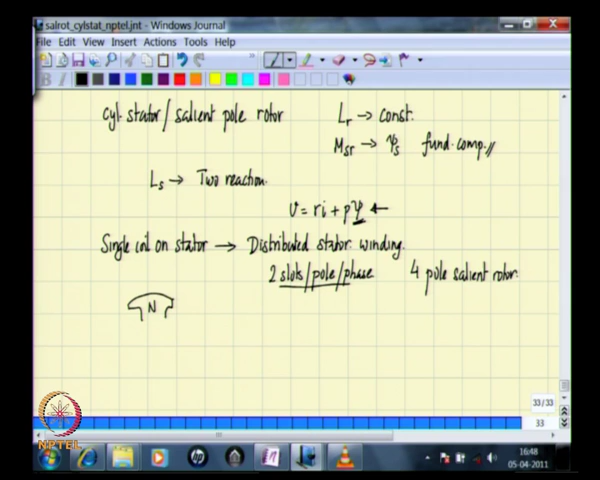 salrot_cylstat_nptel.jnt - Windows Journal
File Edit View Insert Actions Tools Help
cyl. stator / salient pole rotor Lr → const.
Msr → ψs fund. comp. //
Ls → Two reaction.
v = ri + pψ ←
Single coil on stator → Distributed stator winding.
2 slots/pole/phase 4 pole salient rotor.
N
33/33
33
NPTEL
16:48
05-04-2011